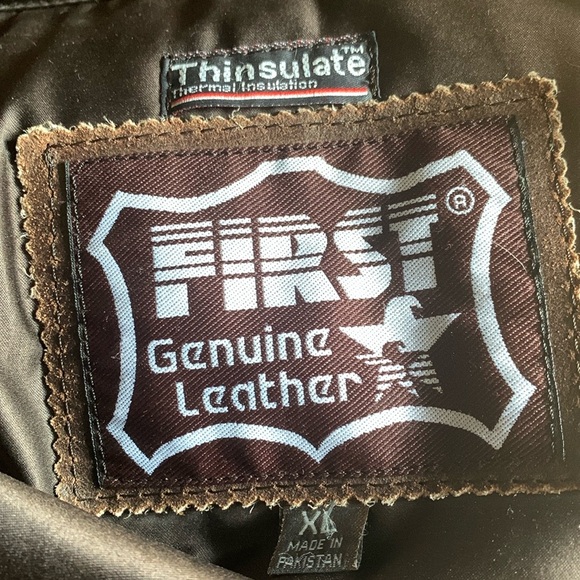 Thinsulate™
Thermal Insulation
FIRST®
Genuine
Leather
XL
MADE IN
PAKISTAN